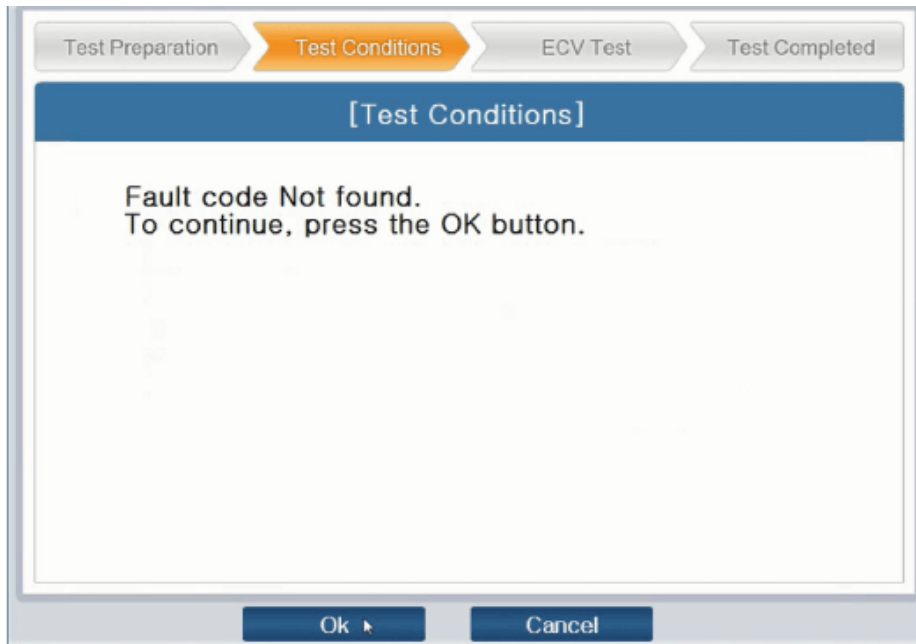 Test Preparation
Test Conditions
ECV Test
Test Completed
[Test Conditions]
Fault code Not found.
To continue, press the OK button.
Ok
Cancel